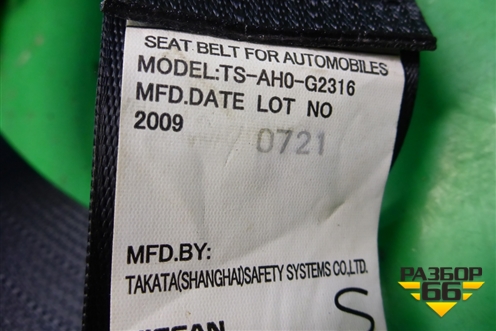 SEAT BELT FOR AUTOMOBILES
MODEL:TS-AH0-G2316
MFD.DATE LOT NO
2009 0721
MFD.BY:
TAKATA(SHANGHAI)SAFETY SYSTEMS CO.,LTD.
S
РАЗБОР
66